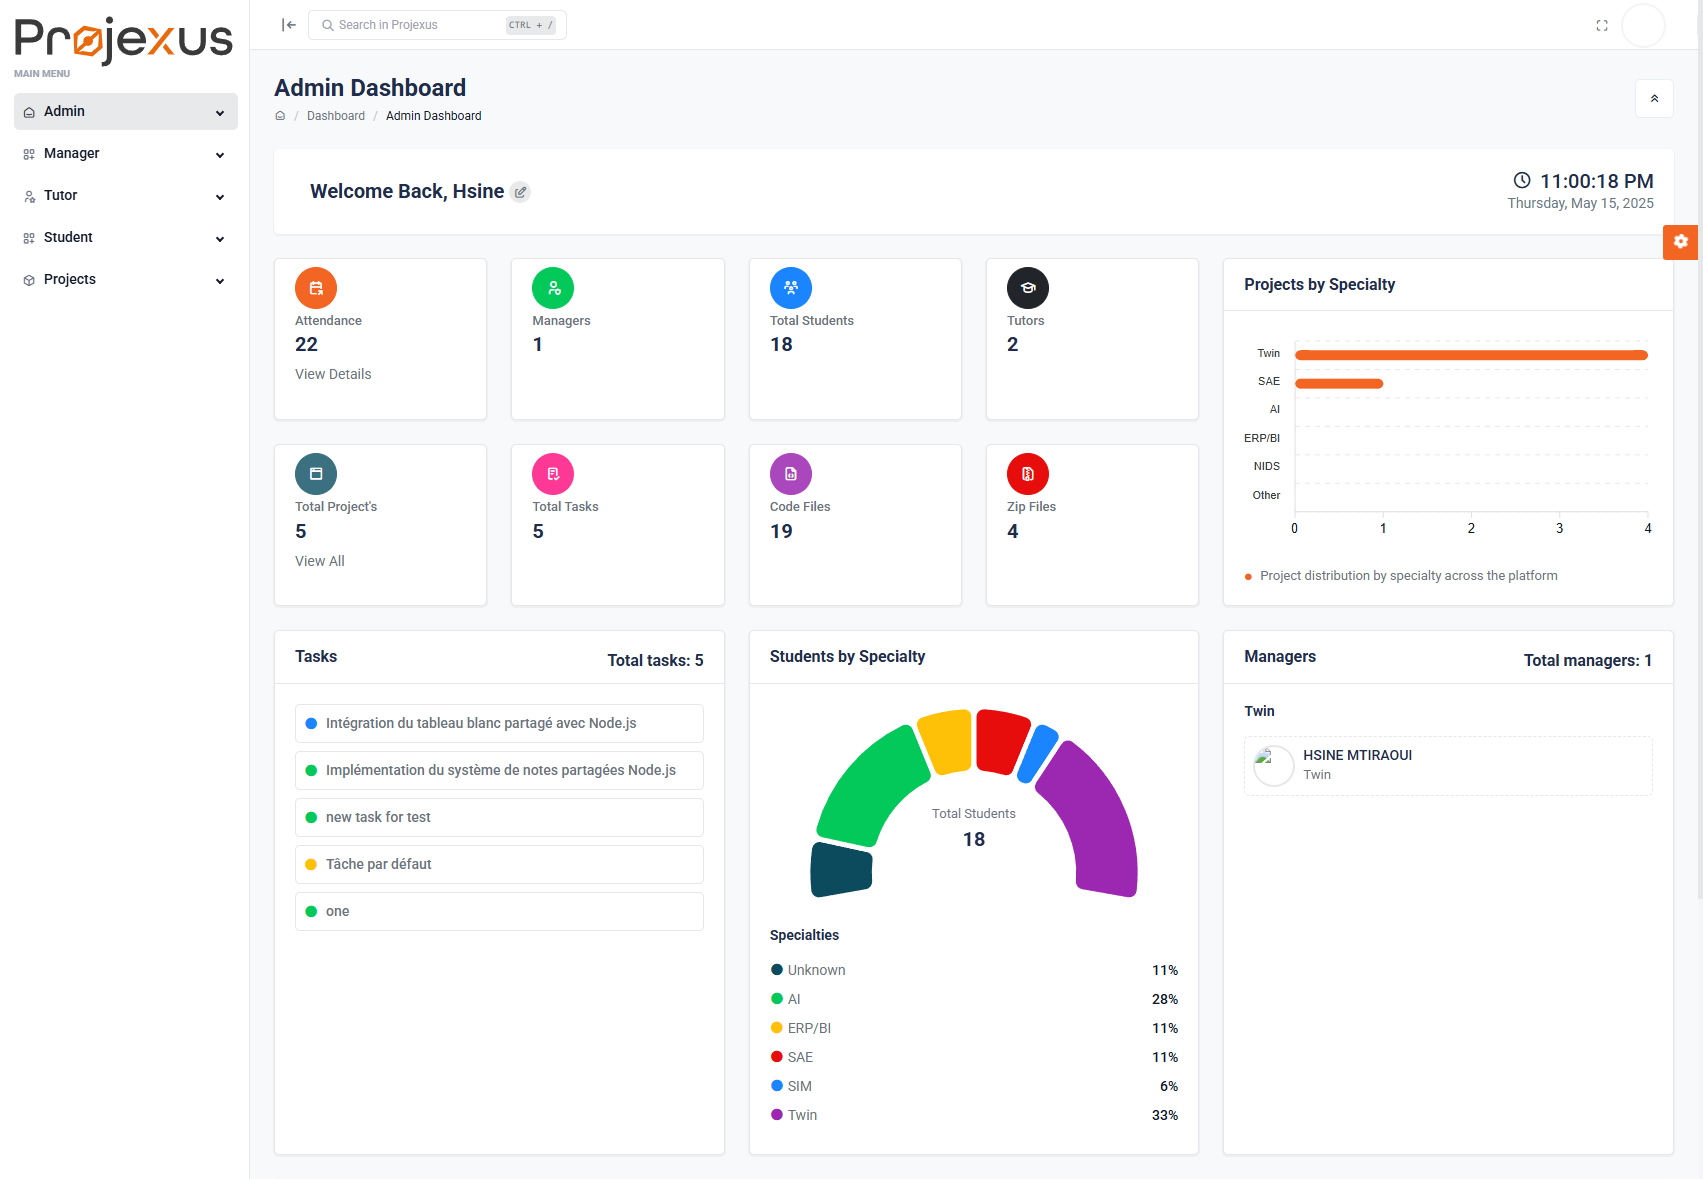 Projexus
MAIN MENU
Admin
Manager
Tutor
Student
Projects
Search in Projexus
CTRL + /
Admin Dashboard
/ Dashboard / Admin Dashboard
Welcome Back, Hsine
11:00:18 PM
Thursday, May 15, 2025
Attendance
22
View Details
Managers
1
Total Students
18
Tutors
2
Total Project's
5
View All
Total Tasks
5
Code Files
19
Zip Files
4
Projects by Specialty
Twin
SAE
AI
ERP/BI
NIDS
Other
0 1 2 3 4
Project distribution by specialty across the platform
Tasks
Total tasks: 5
Intégration du tableau blanc partagé avec Node.js
Implémentation du système de notes partagées Node.js
new task for test
Tâche par défaut
one
Students by Specialty
Total Students
18
Specialties
Unknown 11%
AI 28%
ERP/BI 11%
SAE 11%
SIM 6%
Twin 33%
Managers
Total managers: 1
Twin
HSINE MTIRAOUI
Twin